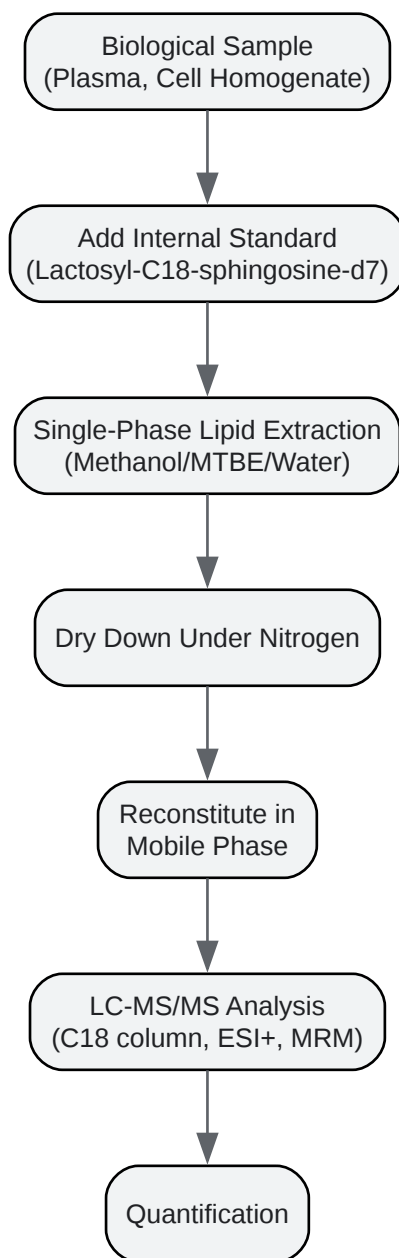 Biological Sample
(Plasma, Cell Homogenate)
Add Internal Standard
(Lactosyl-C18-sphingosine-d7)
Single-Phase Lipid Extraction
(Methanol/MTBE/Water)
Dry Down Under Nitrogen
Reconstitute in
Mobile Phase
LC-MS/MS Analysis
(C18 column, ESI+, MRM)
Quantification